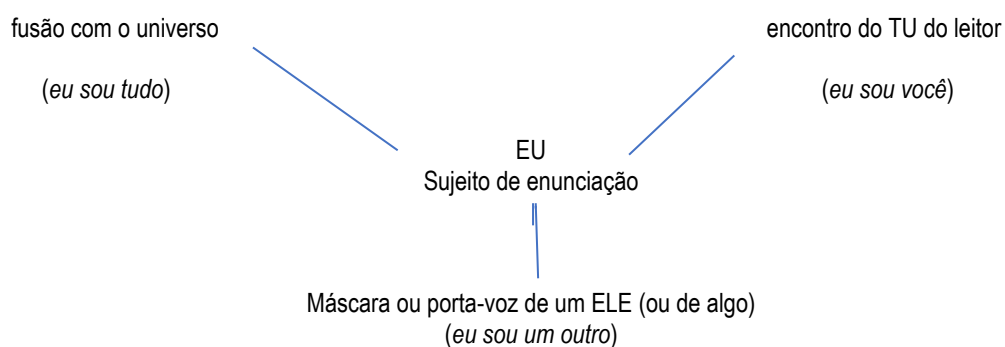 fusão com o universo
encontro do TU do leitor
(eu sou tudo)
(eu sou você)
EU
Sujeito de enunciação
Máscara ou porta-voz de um ELE (ou de algo)
(eu sou um outro)